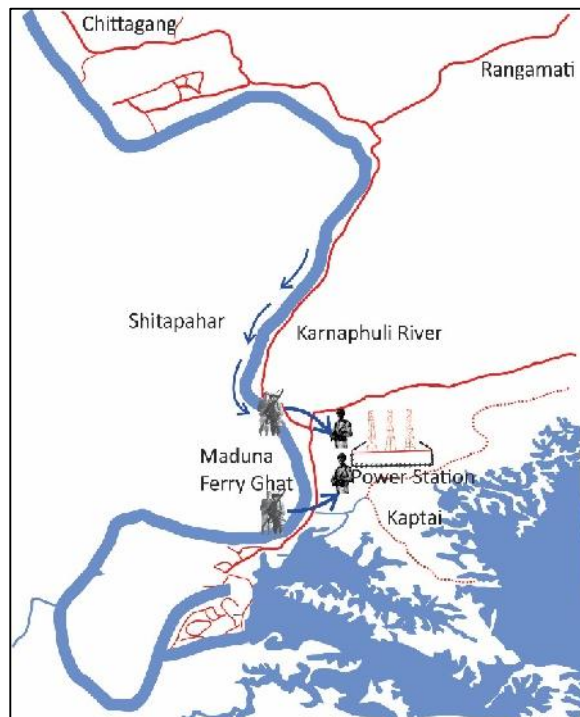 Chittagang
Rangamati
Shitapahar
Karnaphuli River
Maduna
Ferry Ghat
Power Station
Kaptai